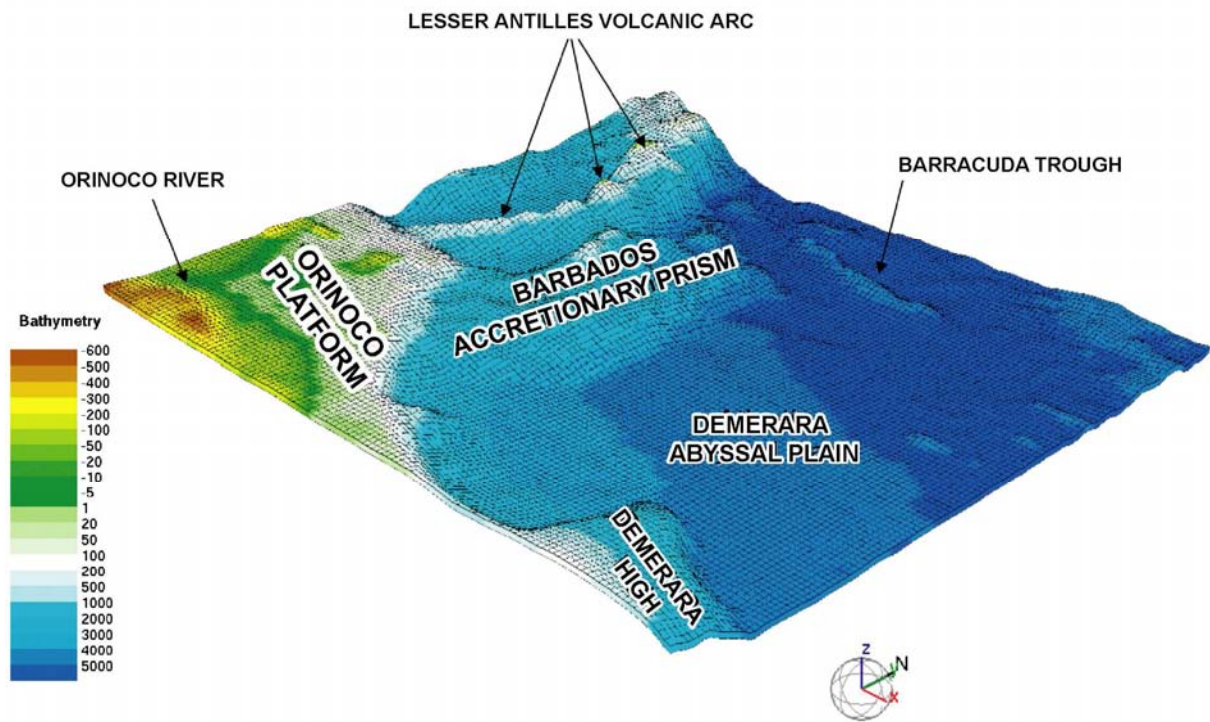 LESSER ANTILLES VOLCANIC ARC
ORINOCO RIVER
BARRACUDA TROUGH
ORINOCO
PLATFORM
BARBADOS
ACCRETIONARY PRISM
DEMERARA
ABYSSAL PLAIN
DEMERARA
HIGH
Bathymetry
-600
-500
-400
-300
-200
-100
-50
-20
-10
-5
1
20
50
100
200
500
1000
2000
3000
4000
5000
Z
N
X